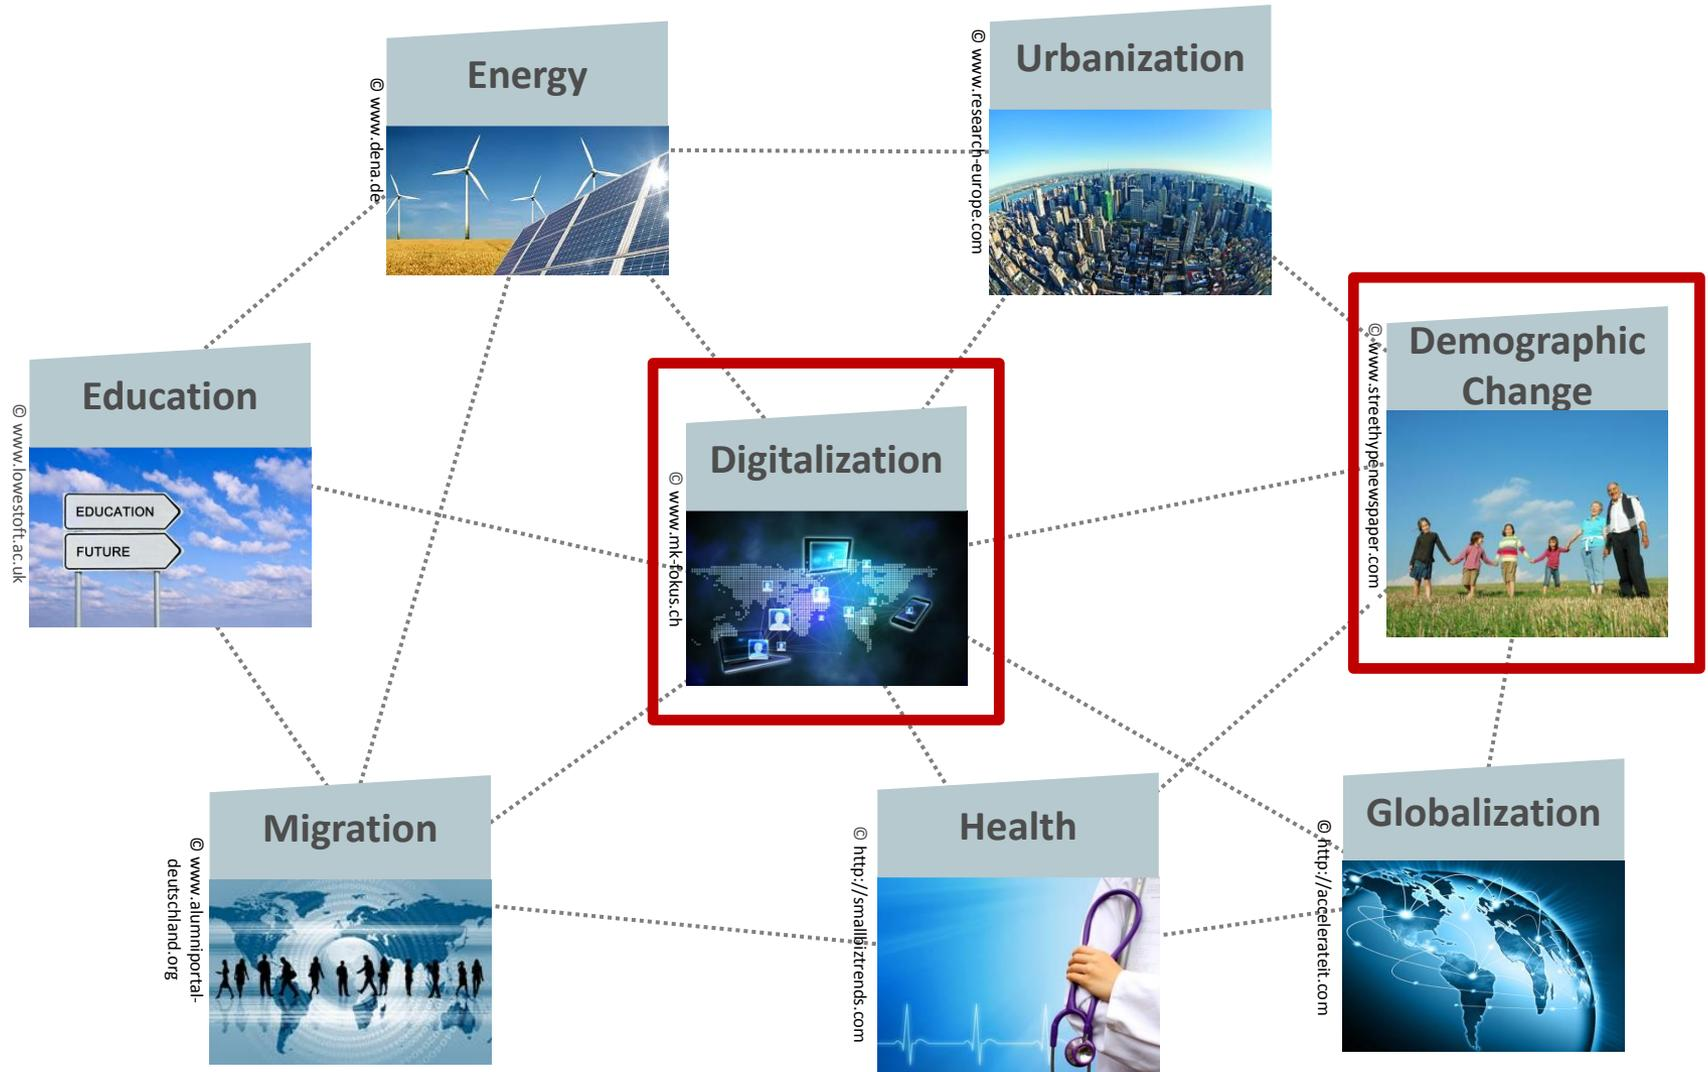 Energy
© www.dena.de
Urbanization
© www.research-europe.com
Education
© www.lowestoft.ac.uk
EDUCATION
FUTURE
Digitalization
© www.mk-fokus.ch
Demographic
Change
© www.streethypenewspaper.com
Migration
© www.alumniportal-
deutschland.org
Health
© http://smallbiztrends.com
Globalization
© http://accelerateit.com